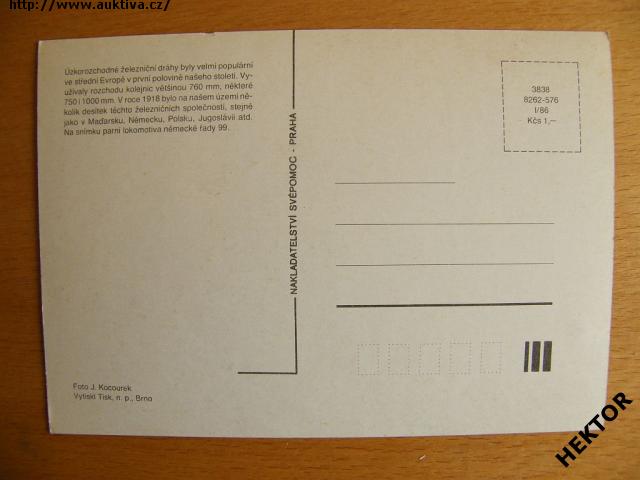 http://www.auktiva.cz/
Úzkorozchodné železniční dráhy byly velmi populární
ve střední Evropě v první polovině našeho století. Vy-
užívaly rozchodu kolejnic většinou 760 mm, některé
750 i 1000 mm. V roce 1918 bylo na našem území ně-
kolik desítek těchto železničních společností, stejně
jako v Maďarsku, Německu, Polsku, Jugoslávii atd.
Na snímku parní lokomotiva německé řady 99.
Foto J. Kocourek
Vytiskl Tisk, n. p., Brno
NAKLADATELSTVÍ SVÉPOMOC - PRAHA
3838
8262-576
I/86
Kčs 1,–
HEKTOR